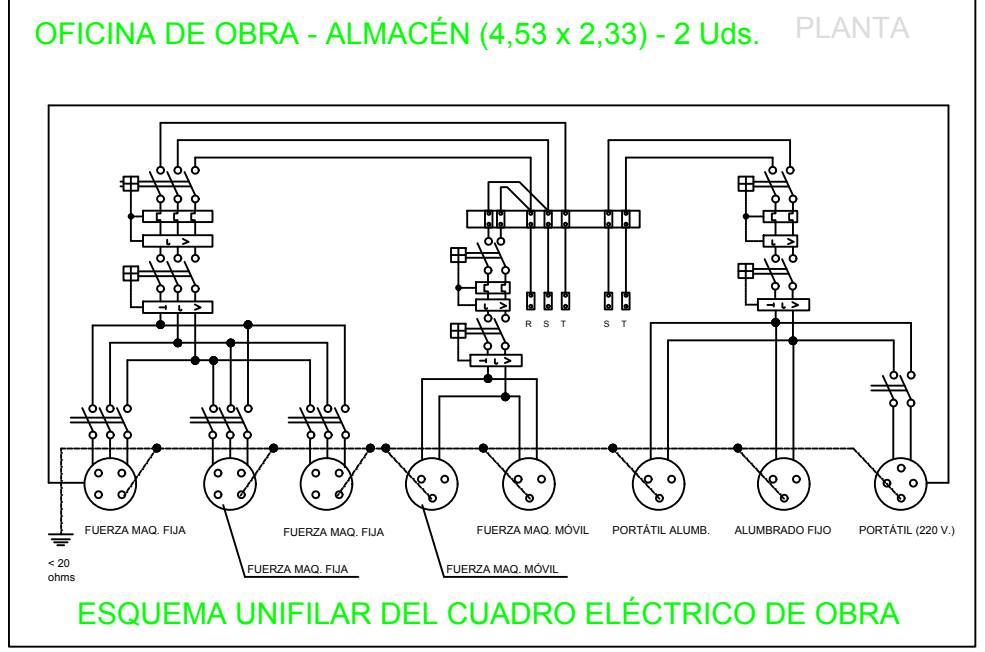 OFICINA DE OBRA - ALMACÉN (4,53 x 2,33) - 2 Uds.
PLANTA
R S T S T
FUERZA MAQ. FIJA
FUERZA MAQ. FIJA
FUERZA MAQ. MÓVIL
PORTÁTIL ALUMB.
ALUMBRADO FIJO
PORTÁTIL (220 V.)
< 20
ohms
FUERZA MAQ. FIJA
FUERZA MAQ. MÓVIL
ESQUEMA UNIFILAR DEL CUADRO ELÉCTRICO DE OBRA